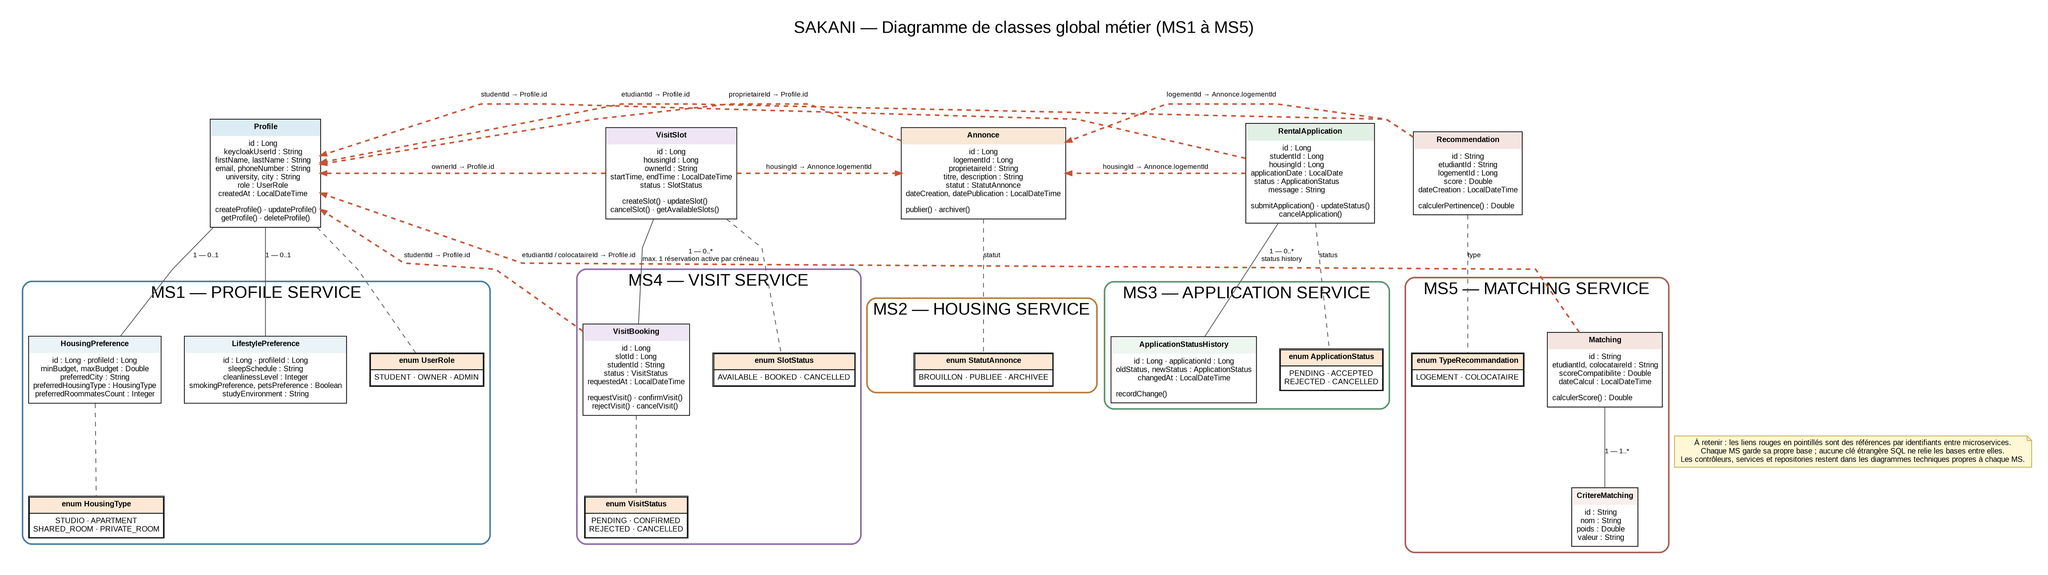 SAKANI — Diagramme de classes global métier (MS1 à MS5)
studentId → Profile.id
etudiantId → Profile.id
proprietaireId → Profile.id
logementId → Annonce.logementId
Profile
id : Long
keycloakUserId : String
firstName, lastName : String
email, phoneNumber : String
university, city : String
role : UserRole
createdAt : LocalDateTime
createProfile() · updateProfile()
getProfile() · deleteProfile()
ownerId → Profile.id
VisitSlot
id : Long
housingId : Long
ownerId : String
startTime, endTime : LocalDateTime
status : SlotStatus
createSlot() · updateSlot()
cancelSlot() · getAvailableSlots()
housingId → Annonce.logementId
Annonce
id : Long
logementId : Long
proprietaireId : String
titre, description : String
statut : StatutAnnonce
dateCreation, datePublication : LocalDateTime
publier() · archiver()
housingId → Annonce.logementId
RentalApplication
id : Long
studentId : Long
housingId : Long
applicationDate : LocalDate
status : ApplicationStatus
message : String
submitApplication() · updateStatus()
cancelApplication()
Recommendation
id : String
etudiantId : String
logementId : Long
score : Double
dateCreation : LocalDateTime
calculerPertinence() : Double
1 — 0..1
1 — 0..1
studentId → Profile.id
etudiantId / colocataireId → Profile.id
1 — 0..*
max. 1 réservation active par créneau
statut
1 — 0..*
status history
status
type
MS1 — PROFILE SERVICE
HousingPreference
id : Long · profileId : Long
minBudget, maxBudget : Double
preferredCity : String
preferredHousingType : HousingType
preferredRoommatesCount : Integer
LifestylePreference
id : Long · profileId : Long
sleepSchedule : String
cleanlinessLevel : Integer
smokingPreference, petsPreference : Boolean
studyEnvironment : String
enum UserRole
STUDENT · OWNER · ADMIN
enum HousingType
STUDIO · APARTMENT
SHARED_ROOM · PRIVATE_ROOM
MS4 — VISIT SERVICE
VisitBooking
id : Long
slotId : Long
studentId : String
status : VisitStatus
requestedAt : LocalDateTime
requestVisit() · confirmVisit()
rejectVisit() · cancelVisit()
enum SlotStatus
AVAILABLE · BOOKED · CANCELLED
enum VisitStatus
PENDING · CONFIRMED
REJECTED · CANCELLED
MS2 — HOUSING SERVICE
enum StatutAnnonce
BROUILLON · PUBLIEE · ARCHIVEE
MS3 — APPLICATION SERVICE
ApplicationStatusHistory
id : Long · applicationId : Long
oldStatus, newStatus : ApplicationStatus
changedAt : LocalDateTime
recordChange()
enum ApplicationStatus
PENDING · ACCEPTED
REJECTED · CANCELLED
MS5 — MATCHING SERVICE
enum TypeRecommandation
LOGEMENT · COLOCATAIRE
Matching
id : String
etudiantId, colocataireId : String
scoreCompatibilite : Double
dateCalcul : LocalDateTime
calculerScore() : Double
1 — 1..*
CritereMatching
id : String
nom : String
poids : Double
valeur : String
À retenir : les liens rouges en pointillés sont des références par identifiants entre microservices.
Chaque MS garde sa propre base ; aucune clé étrangère SQL ne relie les bases entre elles.
Les contrôleurs, services et repositories restent dans les diagrammes techniques propres à chaque MS.